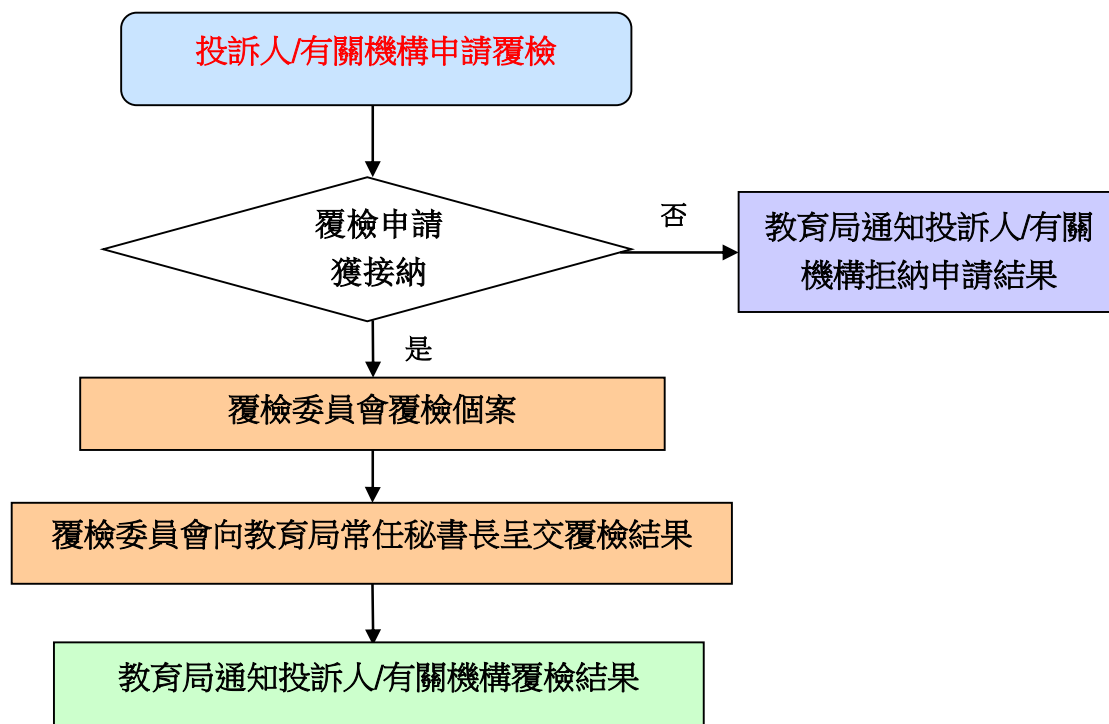 投訴人/有關機構申請覆檢
覆檢申請
獲接納
否
教育局通知投訴人/有關
機構拒納申請結果
是
覆檢委員會覆檢個案
覆檢委員會向教育局常任秘書長呈交覆檢結果
教育局通知投訴人/有關機構覆檢結果